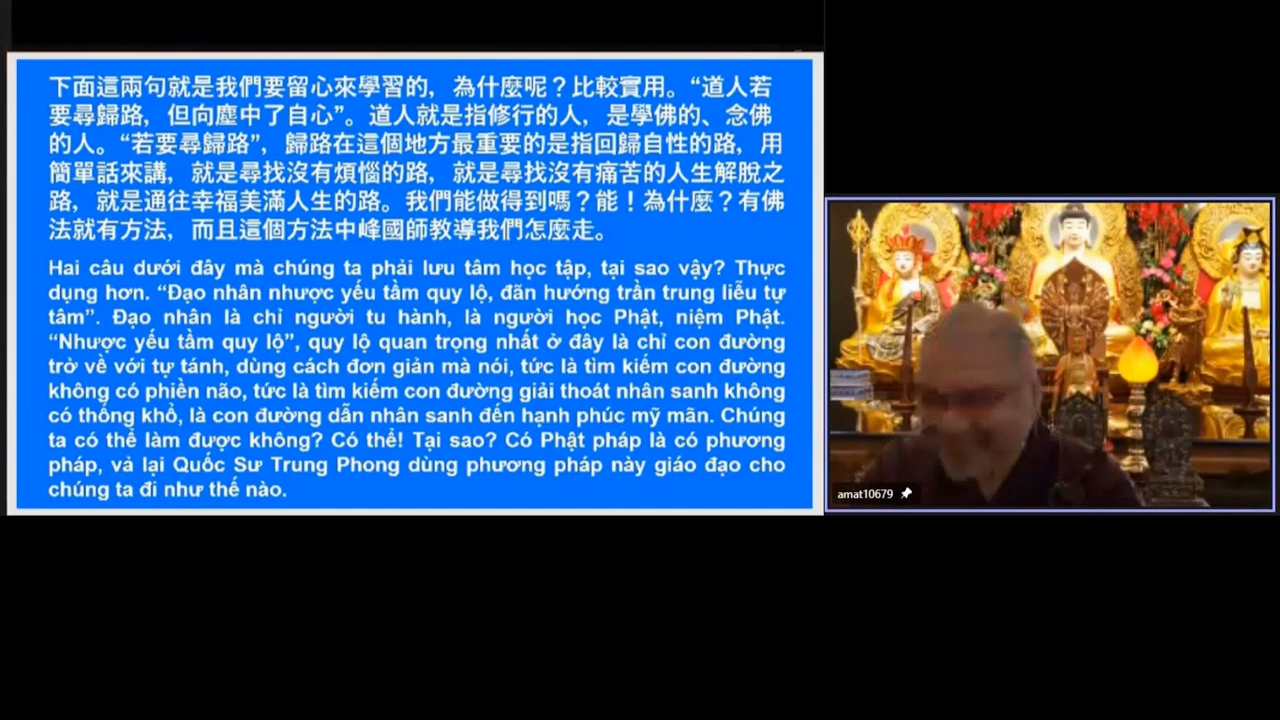 下面這兩句就是我們要留心來學習的，為什麼呢？比較實用。“道人若
要尋歸路，但向塵中了自心”。道人就是指修行的人，是學佛的、念佛
的人。“若要尋歸路”，歸路在這個地方最重要的是指回歸自性的路，用
簡單話來講，就是尋找沒有煩惱的路，就是尋找沒有痛苦的人生解脫之
路，就是通往幸福美滿人生的路。我們能做得到嗎？能！為什麼？有佛
法就有方法，而且這個方法中峰國師教導我們怎麼走。
Hai câu dưới đây mà chúng ta phải lưu tâm học tập, tại sao vậy? Thực
dụng hơn. “Đạo nhân nhược yếu tầm quy lộ, đãn hướng trần trung liễu tự
tâm”. Đạo nhân là chỉ người tu hành, là người học Phật, niệm Phật.
“Nhược yếu tầm quy lộ”, quy lộ quan trọng nhất ở đây là chỉ con đường
trở về với tự tánh, dùng cách đơn giản mà nói, tức là tìm kiếm con đường
không có phiền não, tức là tìm kiếm con đường giải thoát nhân sanh không
có thống khổ, là con đường dẫn nhân sanh đến hạnh phúc mỹ mãn. Chúng
ta có thể làm được không? Có thể! Tại sao? Có Phật pháp là có phương
pháp, vả lại Quốc Sư Trung Phong dùng phương pháp này giáo đạo cho
chúng ta đi như thế nào.
amat10679